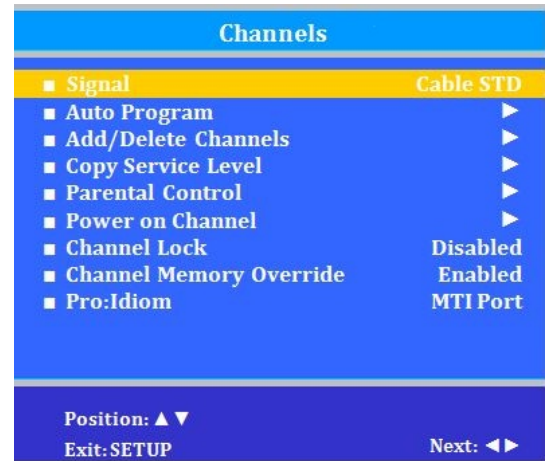 Channels
■ Signal Cable STD
■ Auto Program ▶
■ Add/Delete Channels ▶
■ Copy Service Level ▶
■ Parental Control ▶
■ Power on Channel ▶
■ Channel Lock Disabled
■ Channel Memory Override Enabled
■ Pro:Idiom MTI Port
Position: ▲ ▼
Exit: SETUP Next: ◀▶